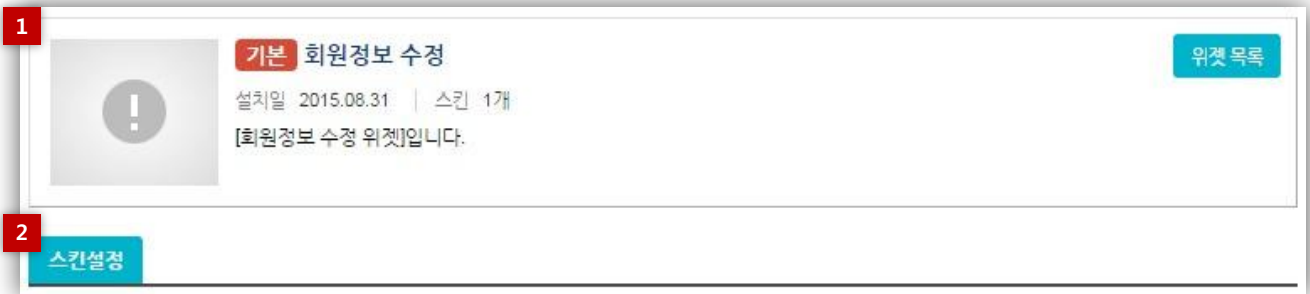 1
기본 회원정보 수정
위젯 목록
설치일 2015.08.31 | 스킨 1개
[회원정보 수정 위젯]입니다.
2
스킨설정